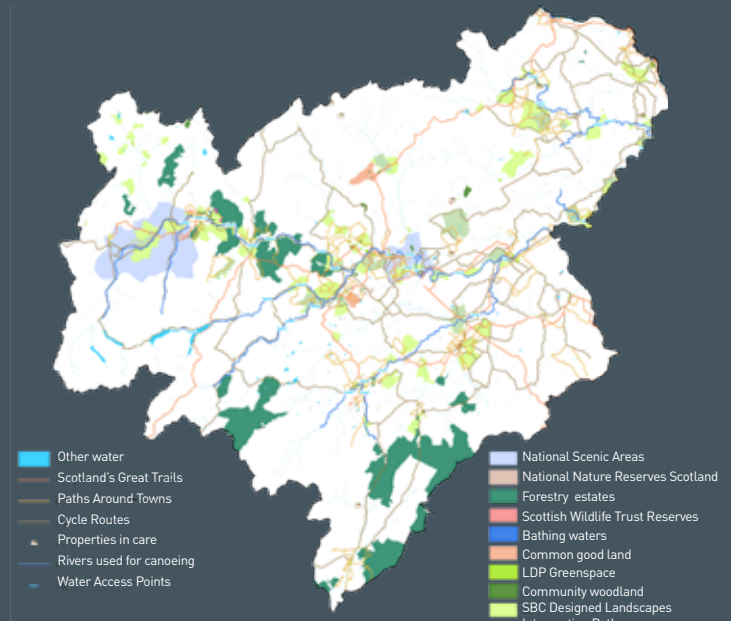 Other water
Scotland's Great Trails
Paths Around Towns
Cycle Routes
Properties in care
Rivers used for canoeing
Water Access Points
National Scenic Areas
National Nature Reserves Scotland
Forestry estates
Scottish Wildlife Trust Reserves
Bathing waters
Common good land
LDP Greenspace
Community woodland
SBC Designed Landscapes